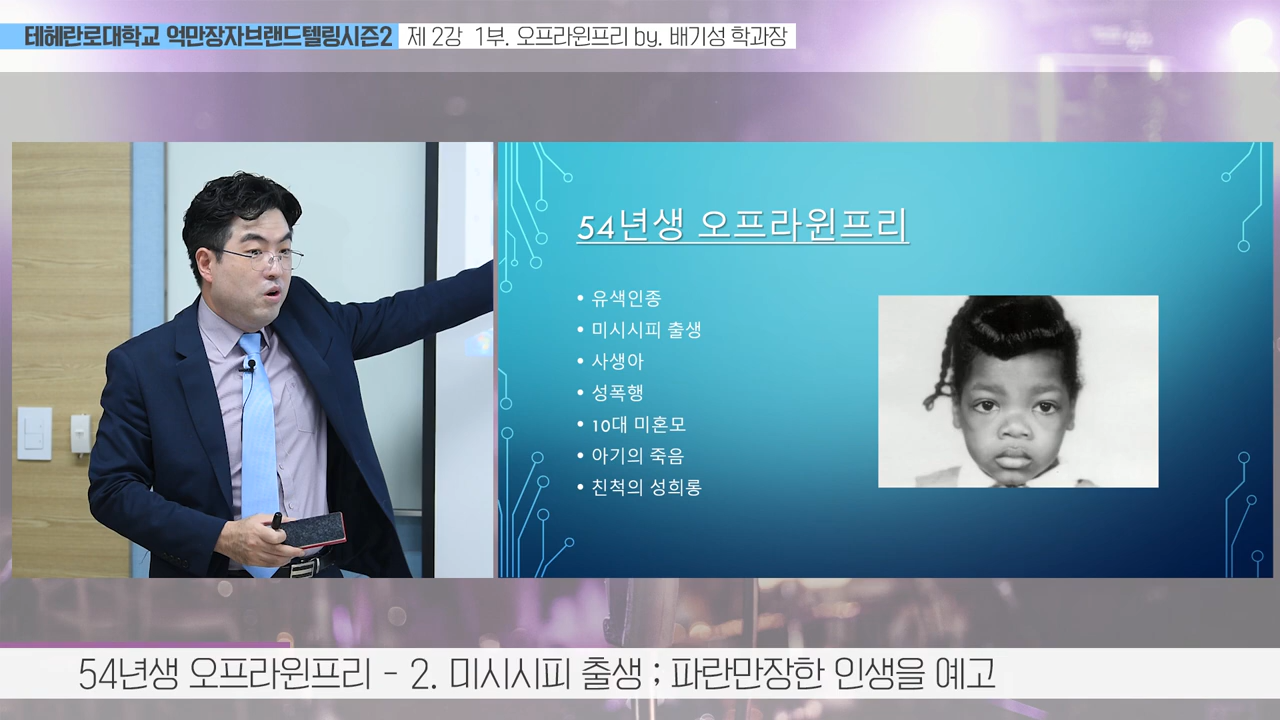 테헤란로대학교 억만장자브랜드텔링시즌2 제 2강 1부. 오프라윈프리 by. 배기성 학과장
54년생 오프라윈프리
• 유색인종
• 미시시피 출생
• 사생아
• 성폭행
• 10대 미혼모
• 아기의 죽음
• 친척의 성희롱
54년생 오프라윈프리 - 2. 미시시피 출생 ; 파란만장한 인생을 예고